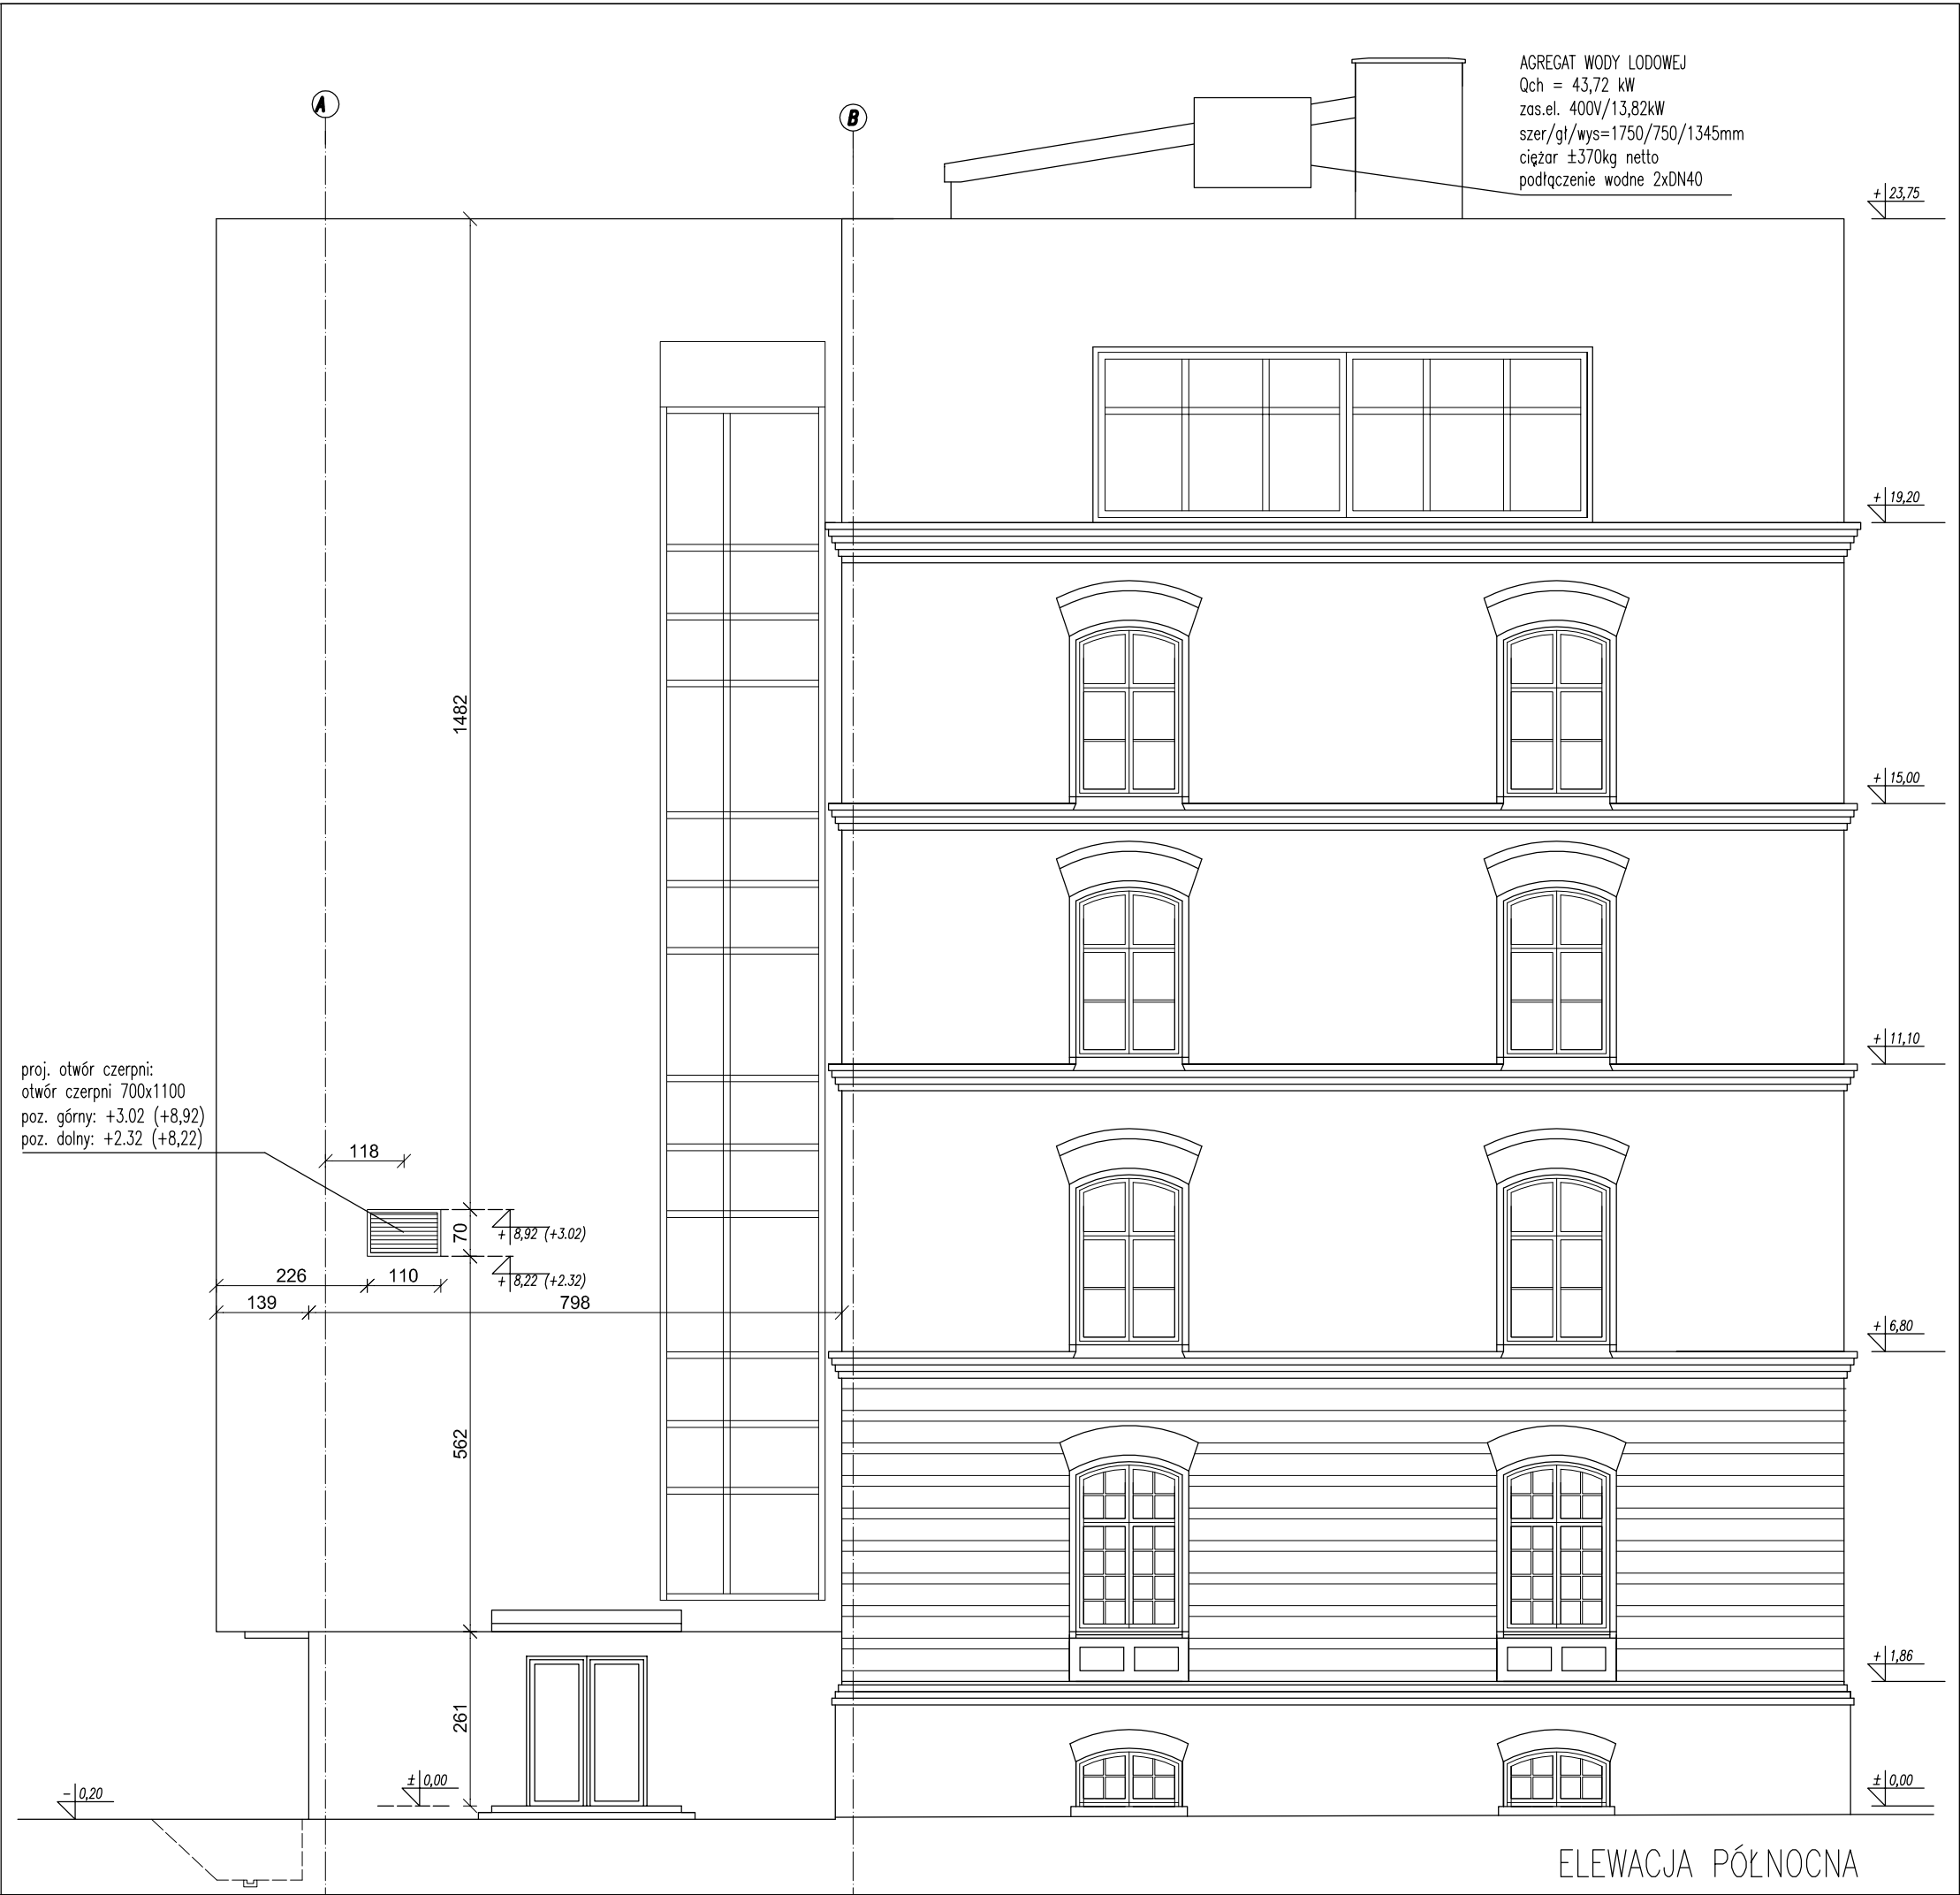 AGREGAT WODY LODOWEJ
Qch = 43,72 kW
zas.el. 400V/13,82kW
szer/gł/wys=1750/750/1345mm
ciężar ±370kg netto
podłączenie wodne 2xDN40
A
B
+ 23,75
+ 19,20
1482
+ 15,00
+ 11,10
proj. otwór czerpni:
otwór czerpni 700x1100
poz. górny: +3.02 (+8,92)
poz. dolny: +2.32 (+8,22)
118
70
+ 8,92 (+3.02)
226
110
+ 8,22 (+2.32)
139
798
+ 6,80
562
+ 1,86
261
- 0,20
± 0,00
± 0,00
ELEWACJA PÓŁNOCNA